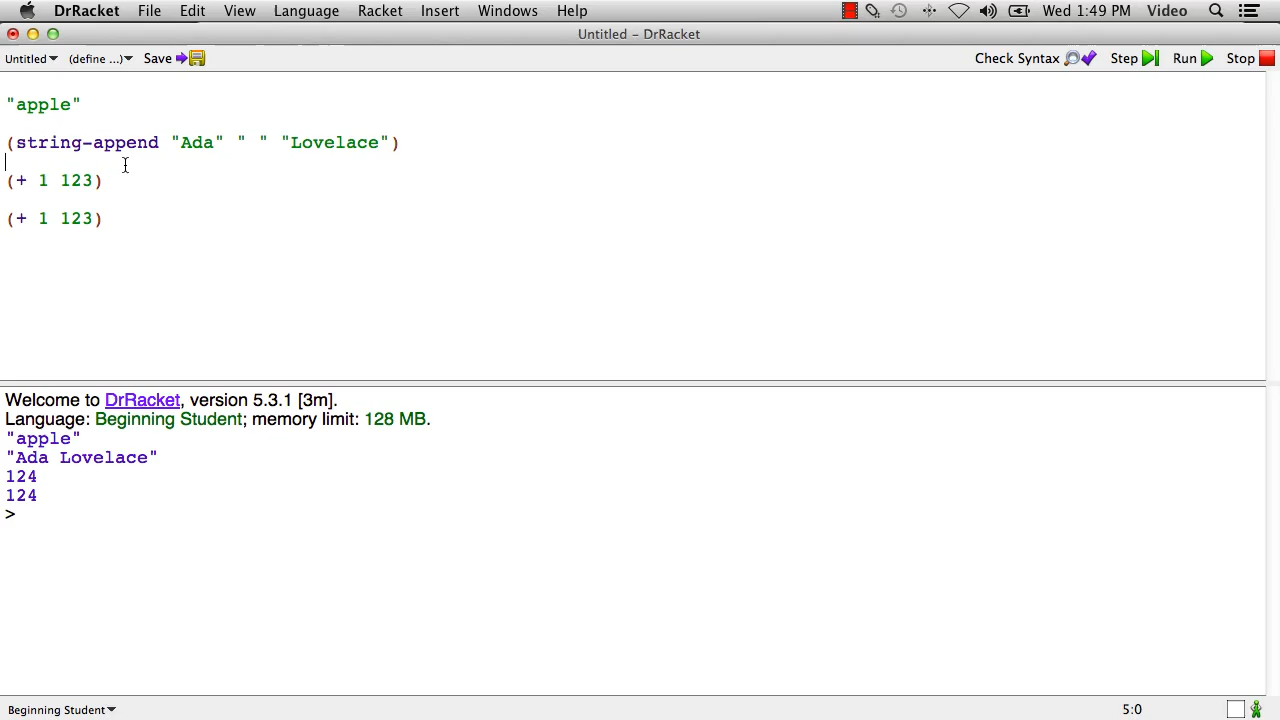 DrRacket File Edit View Language Racket Insert Windows Help Wed 1:49 PM Video
Untitled – DrRacket
Untitled (define ...) Save Check Syntax Step Run Stop
"apple"
(string-append "Ada" " " "Lovelace")
(+ 1 123)
(+ 1 123)
Welcome to DrRacket, version 5.3.1 [3m].
Language: Beginning Student; memory limit: 128 MB.
"apple"
"Ada Lovelace"
124
124
>
Beginning Student 5:0